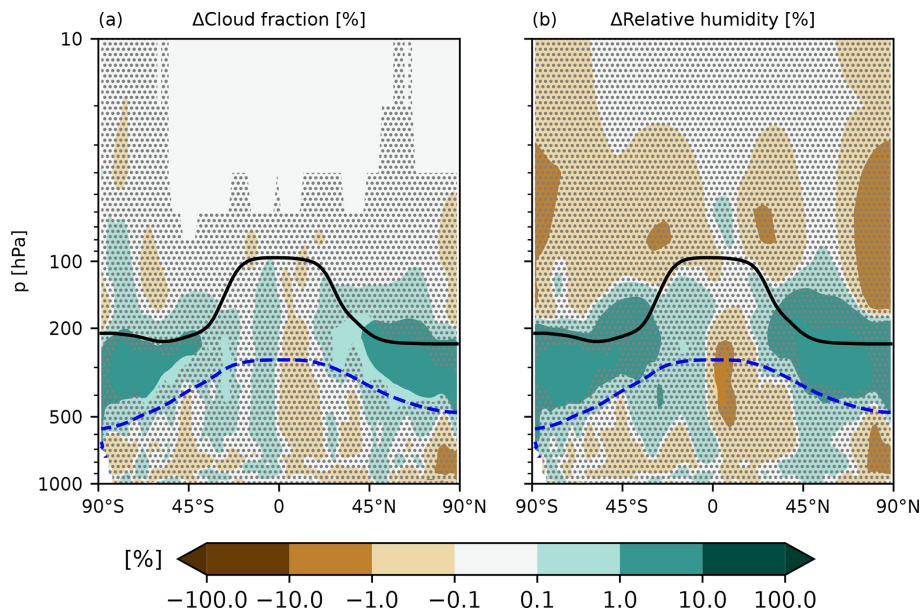 (a) ΔCloud fraction [%]
(b) ΔRelative humidity [%]
p [hPa]
10
100
200
500
1000
90°S 45°S 0 45°N 90°N
90°S 45°S 0 45°N 90°N
[%]
−100.0 −10.0 −1.0 −0.1 0.1 1.0 10.0 100.0